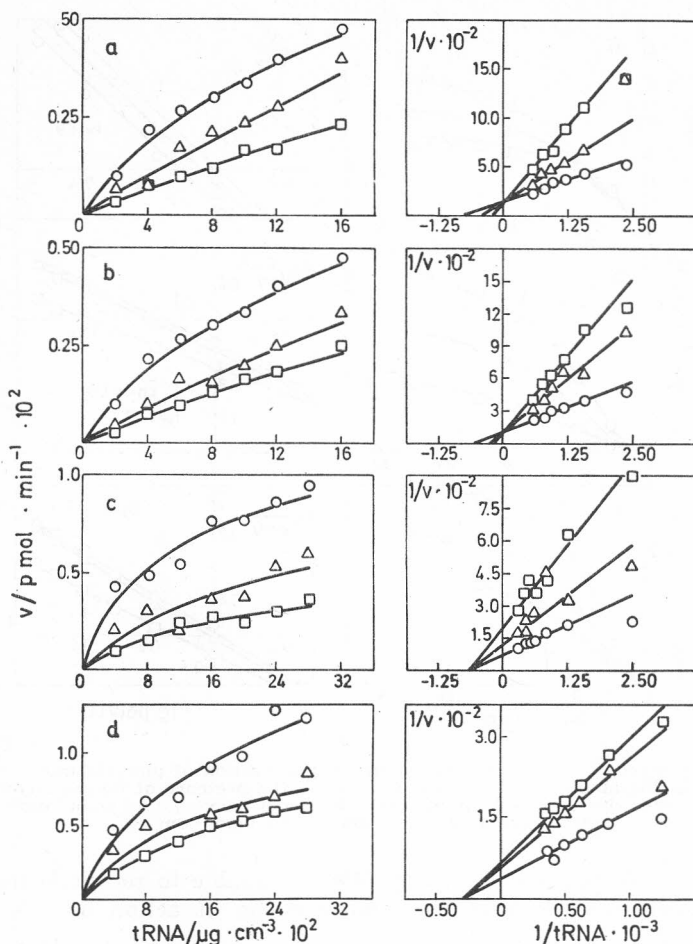 50
a
0.25
0
0 4 8 12 16
1/v · 10⁻²
15.0
10.0
5.0
−1.25 0 1.25 2.50
0.50
b
0.25
0
0 4 8 12 16
1/v · 10⁻²
15
12
9
6
3
−1.25 0 1.25 2.50
v/p mol · min⁻¹ · 10²
1.0
c
0.5
0
0 8 16 24 32
1/v · 10⁻²
7.5
6.0
4.5
3.0
1.5
−1.25 0 1.25 2.50
d
1.0
0.5
0
0 8 16 24 32
tRNA/µg · cm⁻³ · 10²
1/v · 10⁻²
3.0
1.5
−0.50 0 0.50 1.00
1/tRNA · 10⁻³